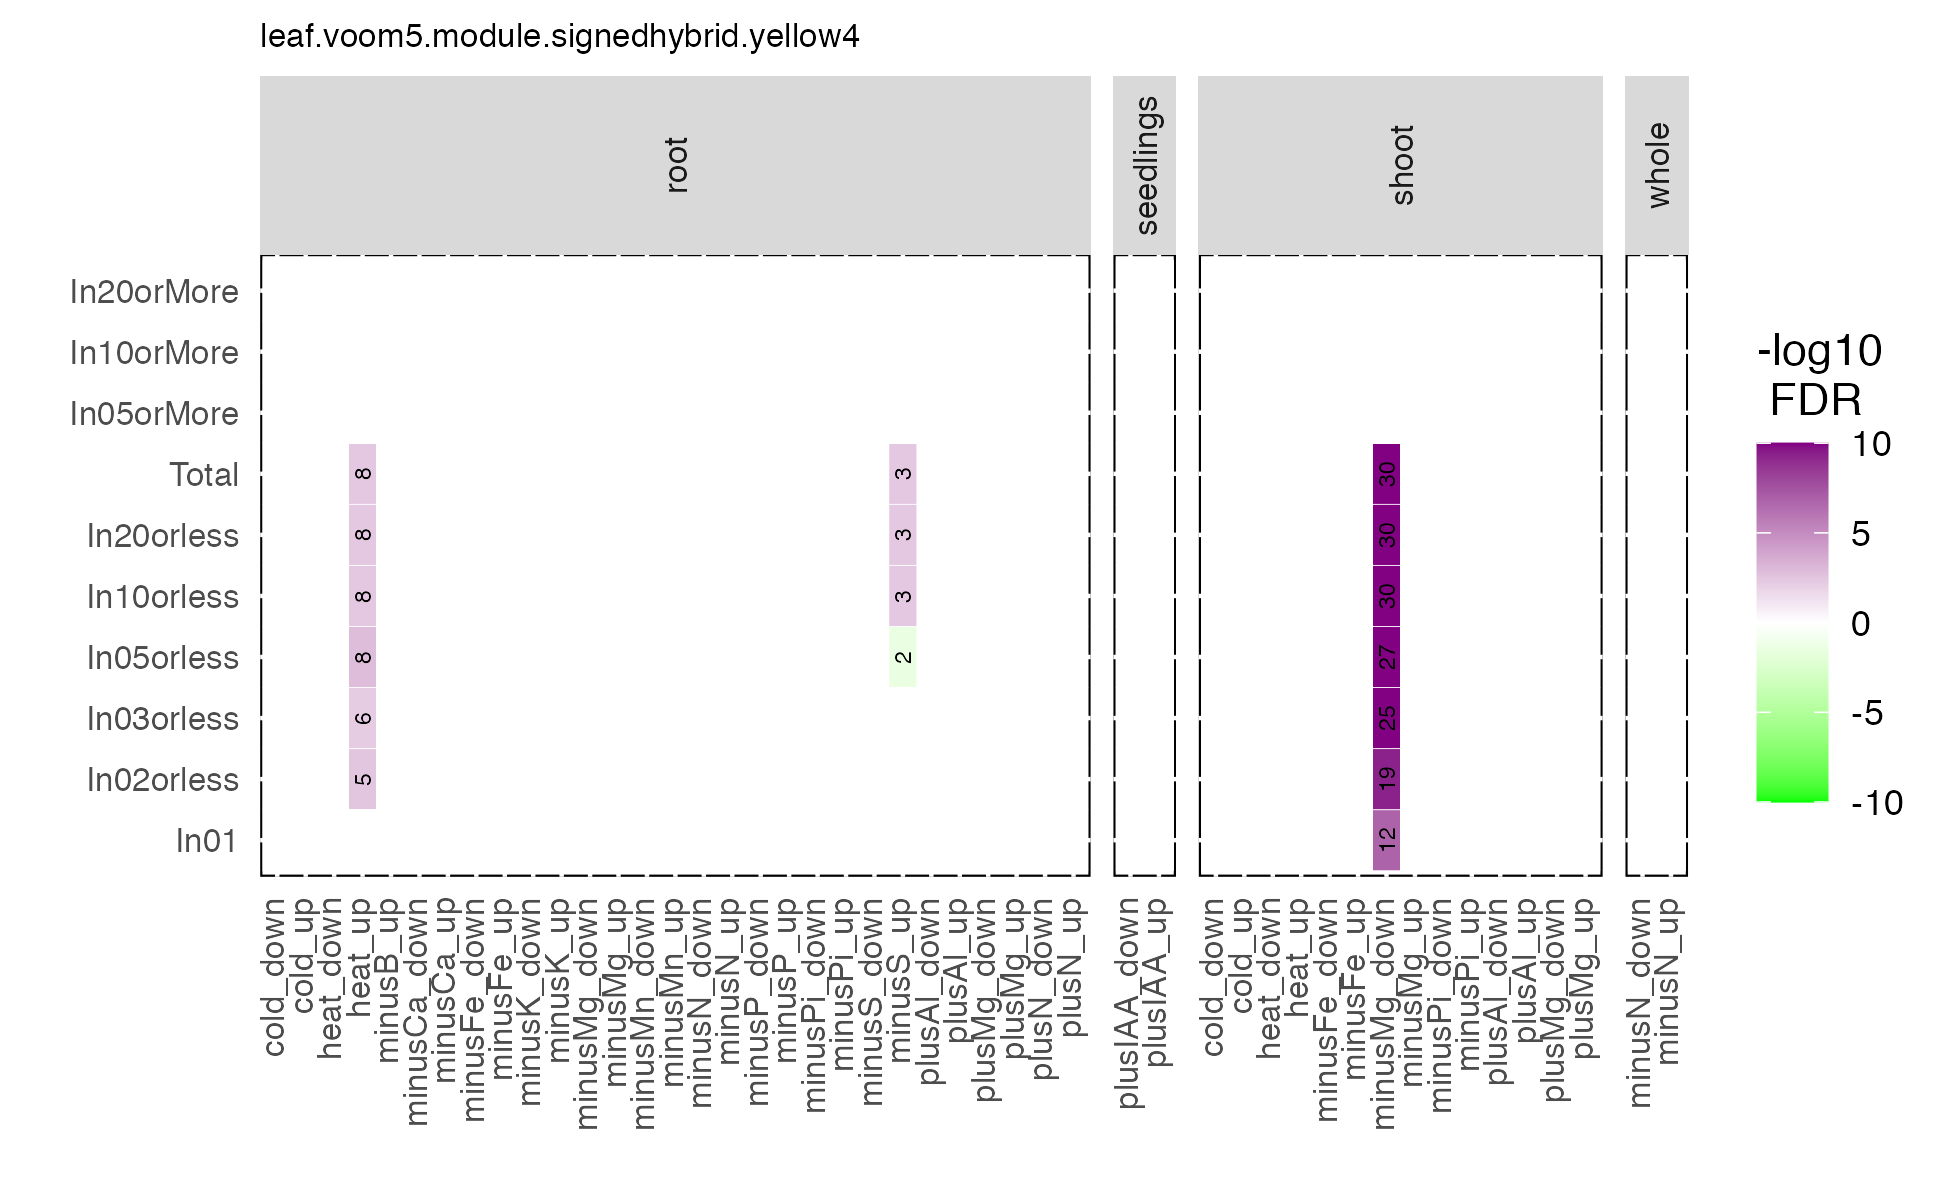 leaf.voom5.module.signedhybrid.yellow4
root
seedlings
shoot
whole
In20orMore
In10orMore
In05orMore
Total
In20orless
In10orless
In05orless
In03orless
In02orless
In01
8
8
8
8
6
5
3
3
3
2
30
30
30
27
25
19
12
cold_down
cold_up
heat_down
heat_up
minusB_up
minusCa_down
minusCa_up
minusFe_down
minusFe_up
minusK_down
minusK_up
minusMg_down
minusMg_up
minusMn_down
minusMn_up
minusN_down
minusN_up
minusP_down
minusP_up
minusPi_down
minusPi_up
minusS_down
minusS_up
plusAl_down
plusAl_up
plusMg_down
plusMg_up
plusN_down
plusN_up
plusIAA_down
plusIAA_up
cold_down
cold_up
heat_down
heat_up
minusFe_down
minusFe_up
minusMg_down
minusMg_up
minusPi_down
minusPi_up
plusAl_down
plusAl_up
plusMg_down
plusMg_up
minusN_down
minusN_up
-log10
FDR
10
5
0
-5
-10